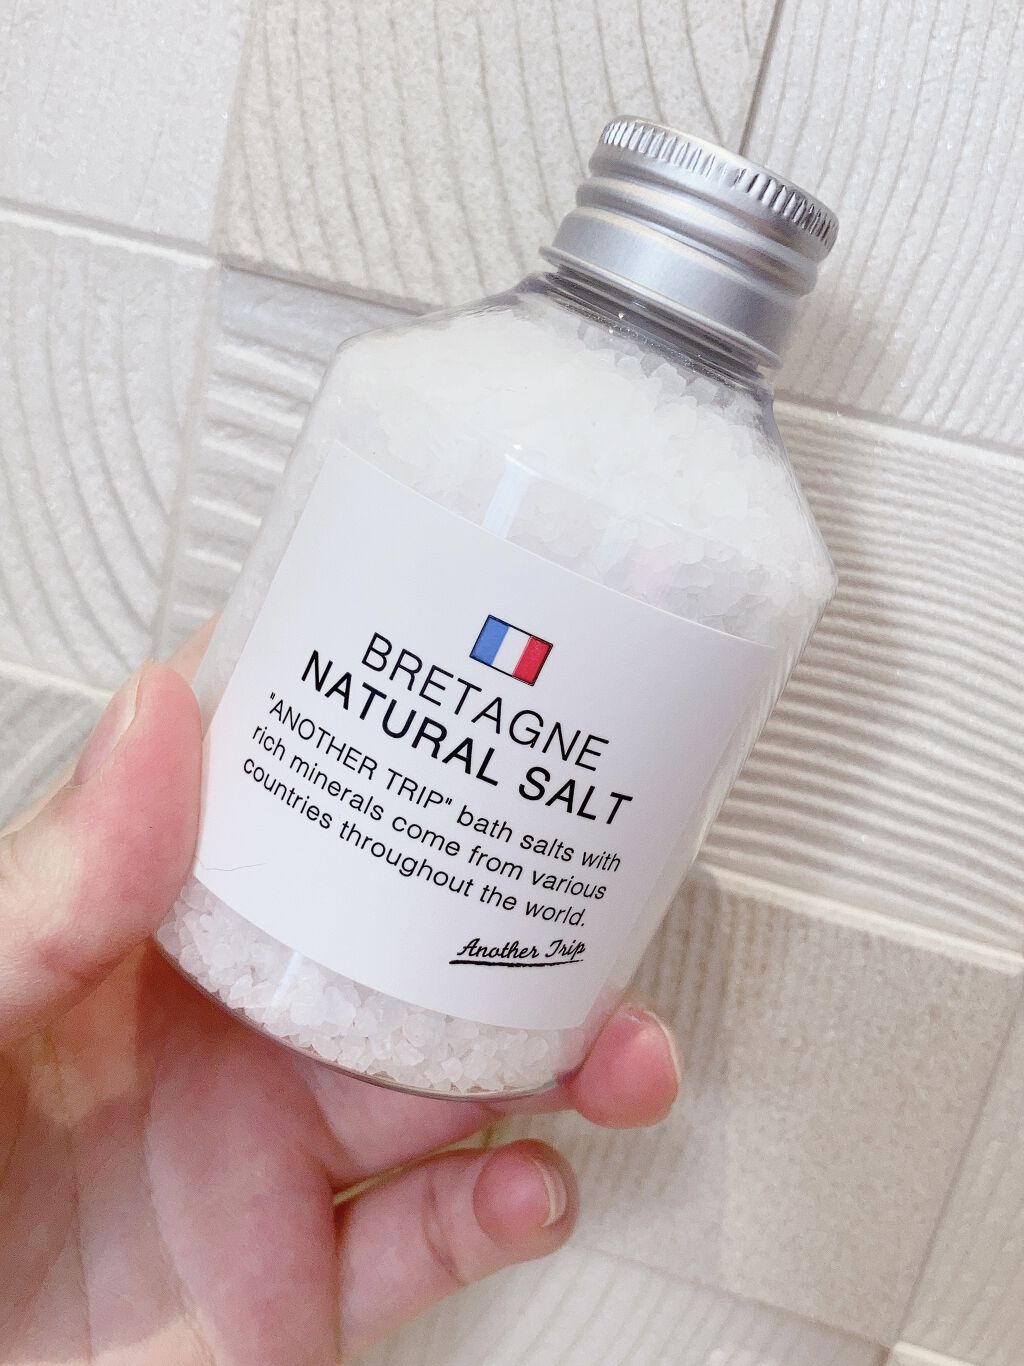 BRETAGNE
NATURAL SALT
"ANOTHER TRIP" bath salts with
rich minerals come from various
countries throughout the world.
Another Trip